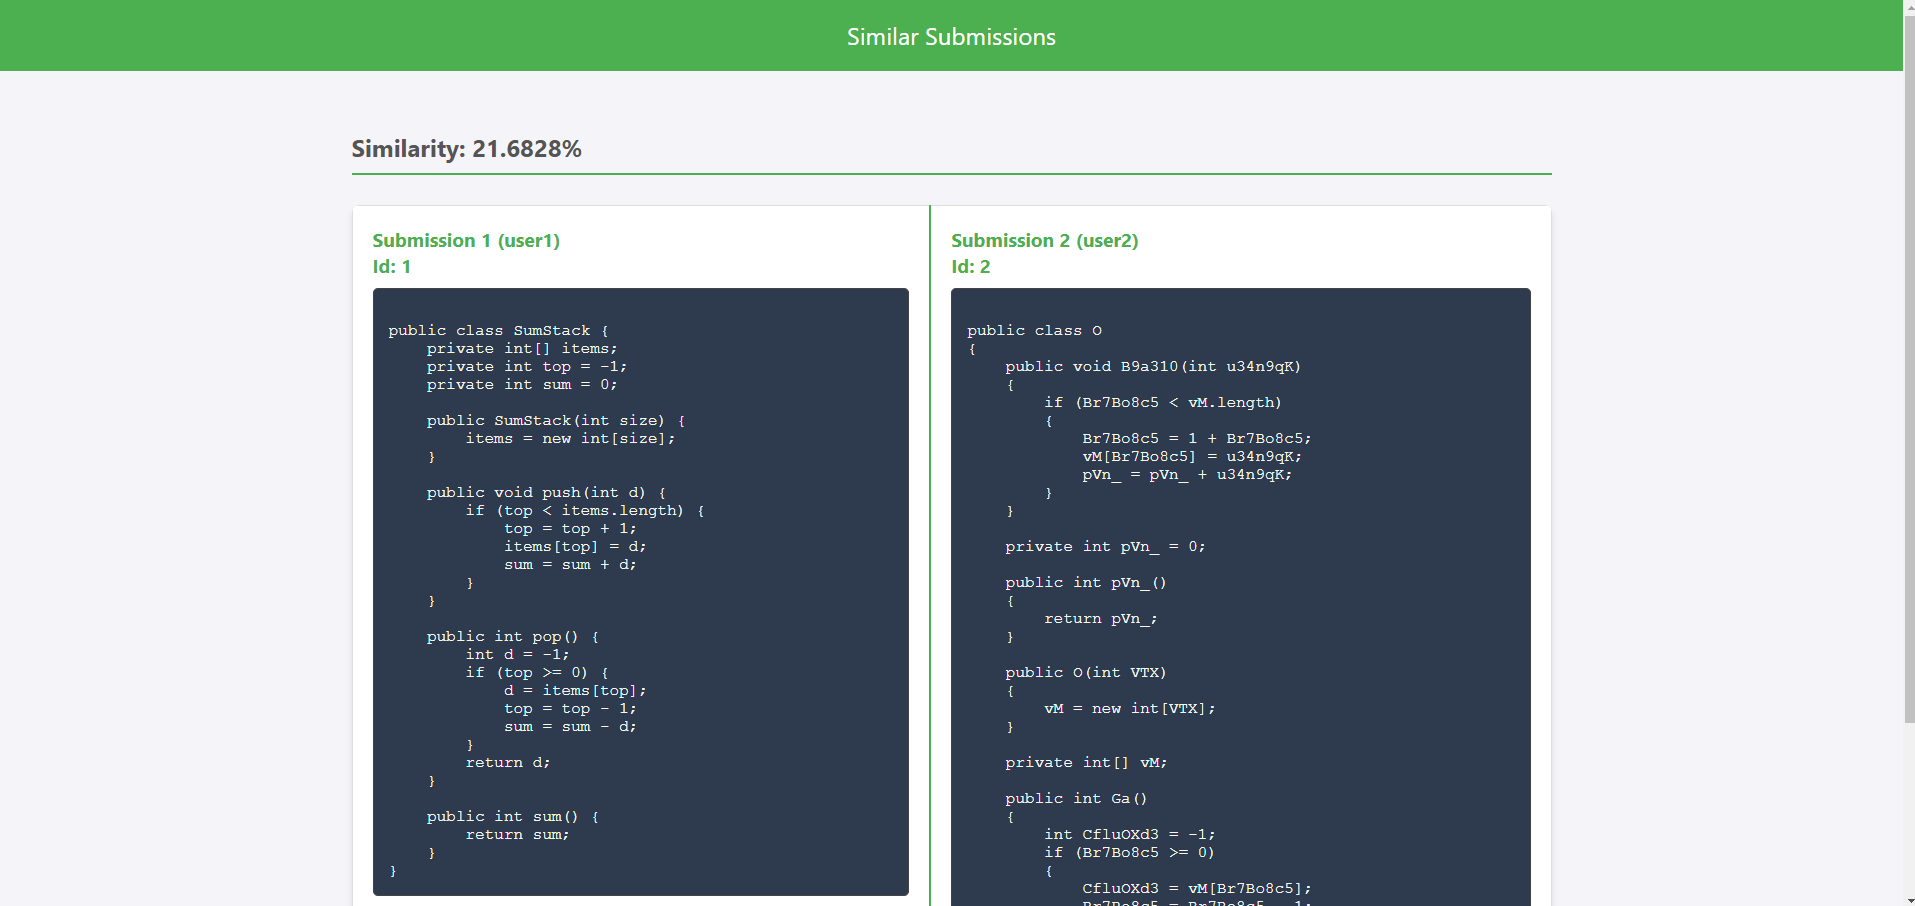 Similar Submissions
Similarity: 21.6828%
Submission 1 (user1)
Id: 1
public class SumStack {
    private int[] items;
    private int top = -1;
    private int sum = 0;

    public SumStack(int size) {
        items = new int[size];
    }

    public void push(int d) {
        if (top < items.length) {
            top = top + 1;
            items[top] = d;
            sum = sum + d;
        }
    }

    public int pop() {
        int d = -1;
        if (top >= 0) {
            d = items[top];
            top = top - 1;
            sum = sum - d;
        }
        return d;
    }

    public int sum() {
        return sum;
    }
}
Submission 2 (user2)
Id: 2
public class O
{
    public void B9a310(int u34n9qK)
    {
        if (Br7Bo8c5 < vM.length)
        {
            Br7Bo8c5 = 1 + Br7Bo8c5;
            vM[Br7Bo8c5] = u34n9qK;
            pVn_ = pVn_ + u34n9qK;
        }
    }

    private int pVn_ = 0;

    public int pVn_()
    {
        return pVn_;
    }

    public O(int VTX)
    {
        vM = new int[VTX];
    }

    private int[] vM;

    public int Ga()
    {
        int CfluOXd3 = -1;
        if (Br7Bo8c5 >= 0)
        {
            CfluOXd3 = vM[Br7Bo8c5];
            Br7Bo8c5 = Br7Bo8c5 - 1;